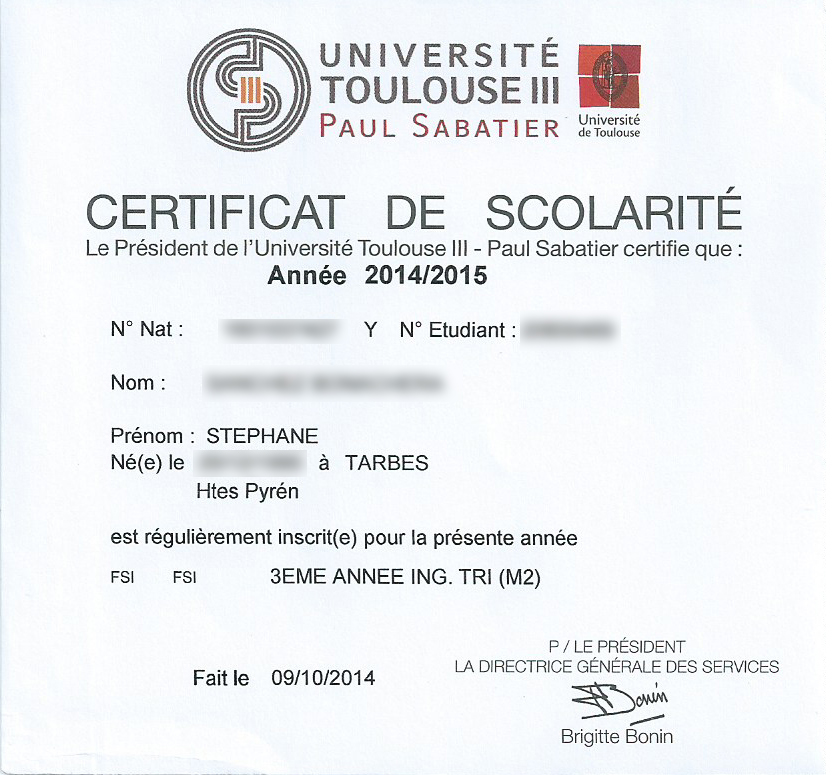 UNIVERSITÉ
TOULOUSE III
PAUL SABATIER
Université
de Toulouse
CERTIFICAT DE SCOLARITÉ
Le Président de l'Université Toulouse III - Paul Sabatier certifie que :
Année 2014/2015
N° Nat : Y N° Etudiant :
Nom :
Prénom : STEPHANE
Né(e) le à TARBES
Htes Pyrén
est régulièrement inscrit(e) pour la présente année
FSI FSI 3EME ANNEE ING. TRI (M2)
P / LE PRÉSIDENT
LA DIRECTRICE GÉNÉRALE DES SERVICES
Fait le 09/10/2014
Bonin
Brigitte Bonin